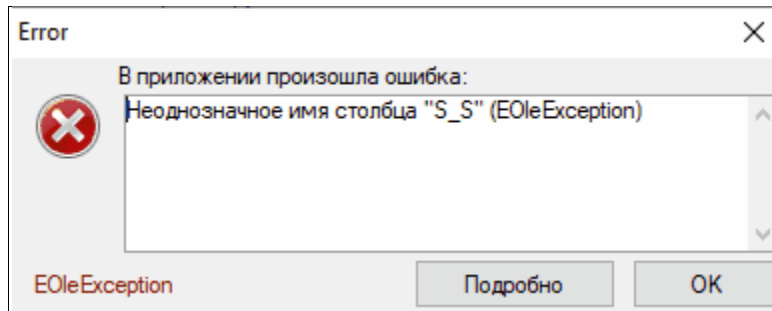 Error
В приложении произошла ошибка:
Неоднозначное имя столбца "S_S" (EOleException)
EOleException
Подробно
OK